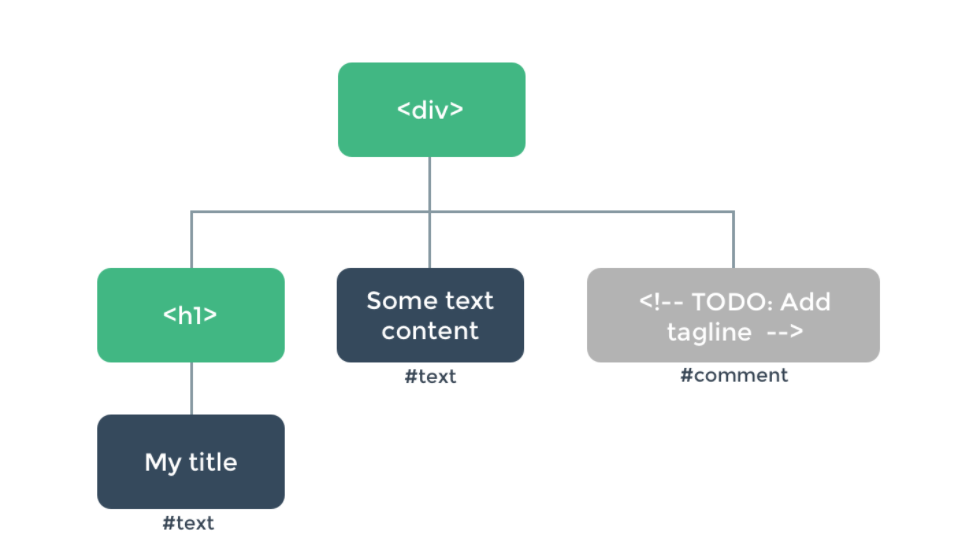 <div>
<h1>
Some text
content
<!-- TODO: Add
tagline -->
#text
#comment
My title
#text